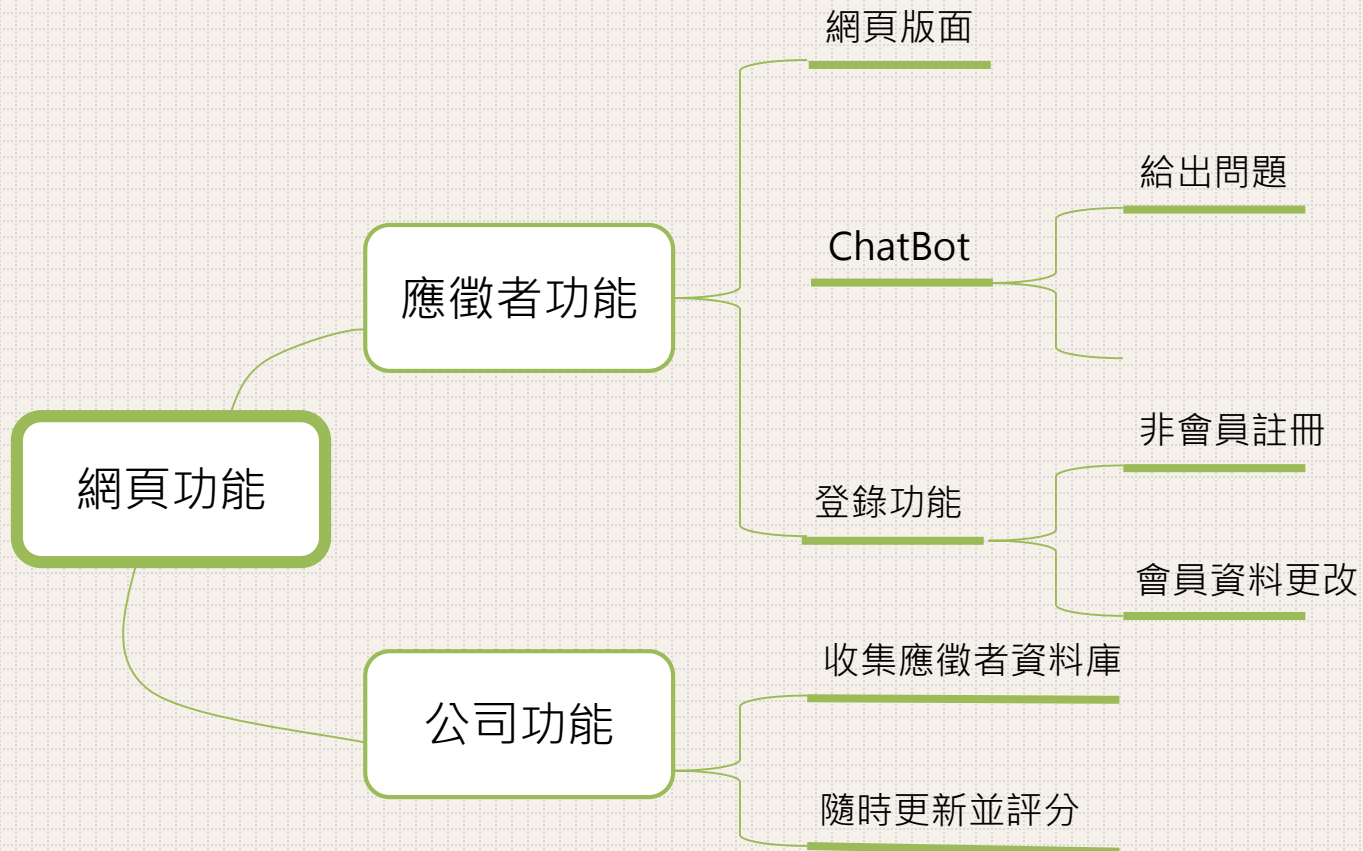 網頁版面
給出問題
ChatBot
應徵者功能
非會員註冊
網頁功能
登錄功能
會員資料更改
收集應徵者資料庫
公司功能
隨時更新並評分